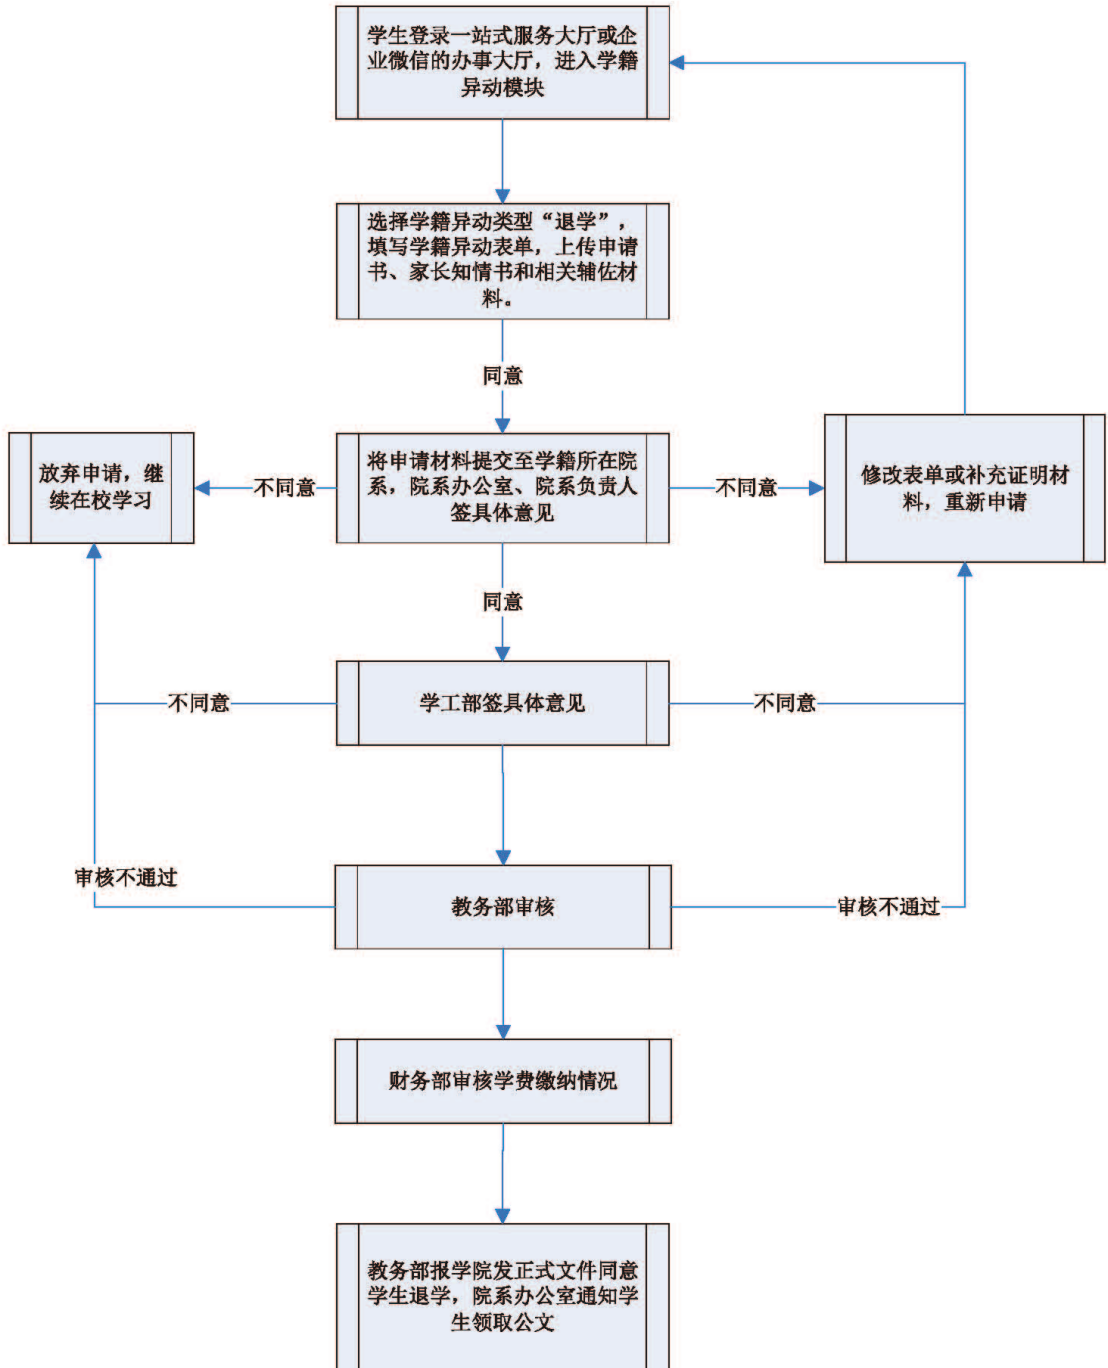 学生登录一站式服务大厅或企
业微信的办事大厅，进入学籍
异动模块
选择学籍异动类型“退学”，
填写学籍异动表单，上传申请
书、家长知情书和相关辅佐材
料。
同意
放弃申请，继
续在校学习
不同意
将申请材料提交至学籍所在院
系，院系办公室、院系负责人
签具体意见
不同意
修改表单或补充证明材
料，重新申请
同意
不同意
学工部签具体意见
不同意
审核不通过
教务部审核
审核不通过
财务部审核学费缴纳情况
教务部报学院发正式文件同意
学生退学，院系办公室通知学
生领取公文